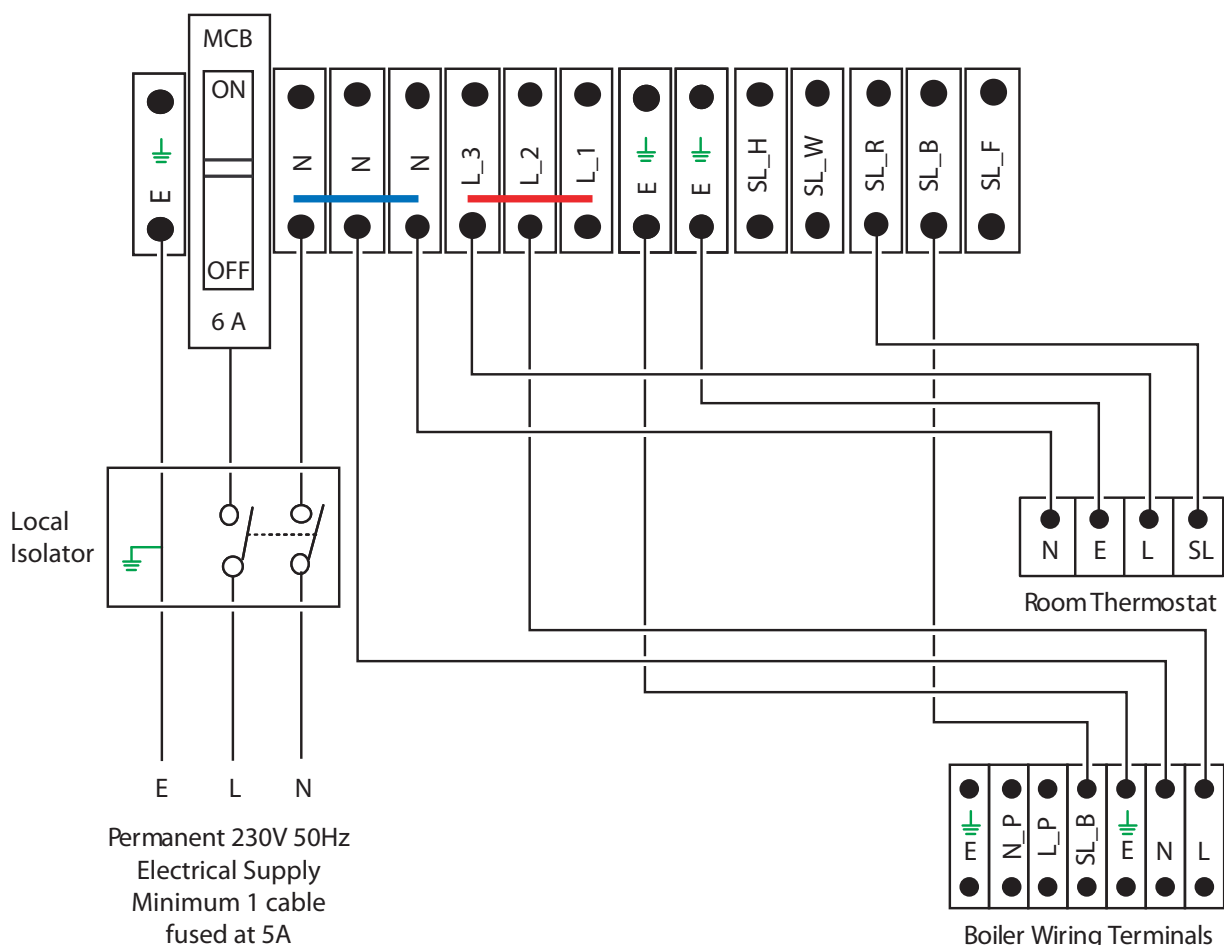 MCB
ON
OFF
6 A
E
N
N
N
L_3
L_2
L_1
E
E
SL_H
SL_W
SL_R
SL_B
SL_F
Local
Isolator
N E L SL
Room Thermostat
E L N
Permanent 230V 50Hz
Electrical Supply
Minimum 1 cable
fused at 5A
E N_P L_P SL_B E N L
Boiler Wiring Terminals